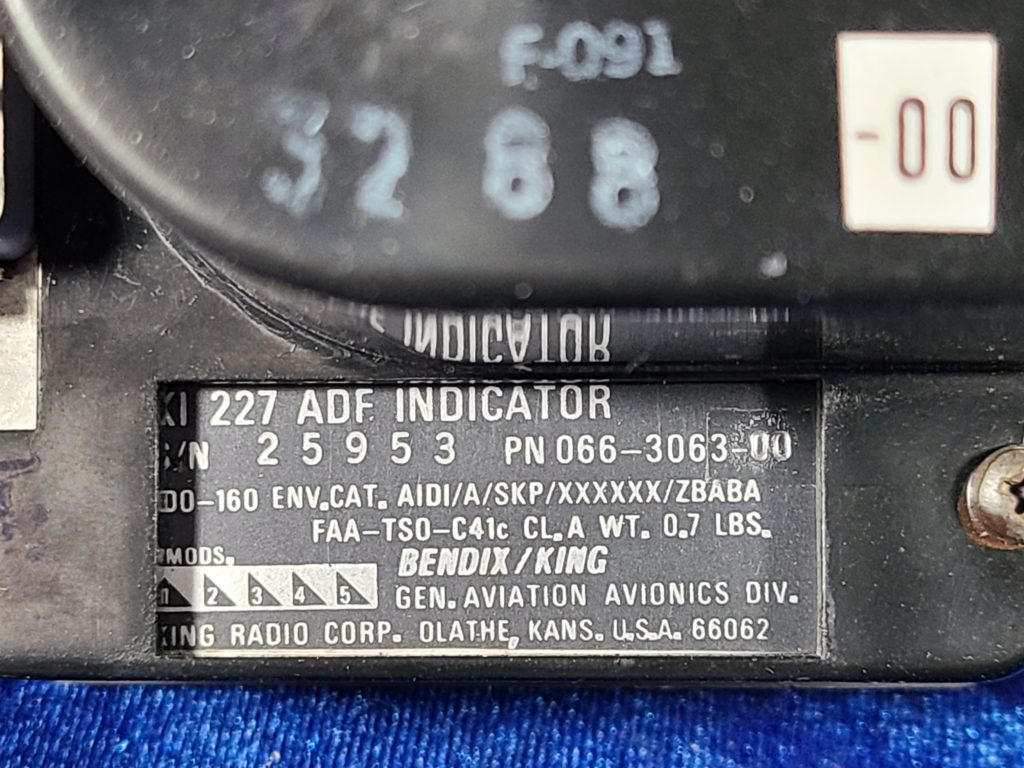 F-091
3268
-00
INDICATOR
KI 227 ADF INDICATOR
S/N 25953 PN 066-3063-00
DO-160 ENV.CAT. AIDI/A/SKP/XXXXXX/ZBABA
FAA-TSO-C41c CL.A WT. 0.7 LBS.
MODS.
BENDIX/KING
1 2 3 4 5
GEN. AVIATION AVIONICS DIV.
KING RADIO CORP. OLATHE, KANS. U.S.A. 66062